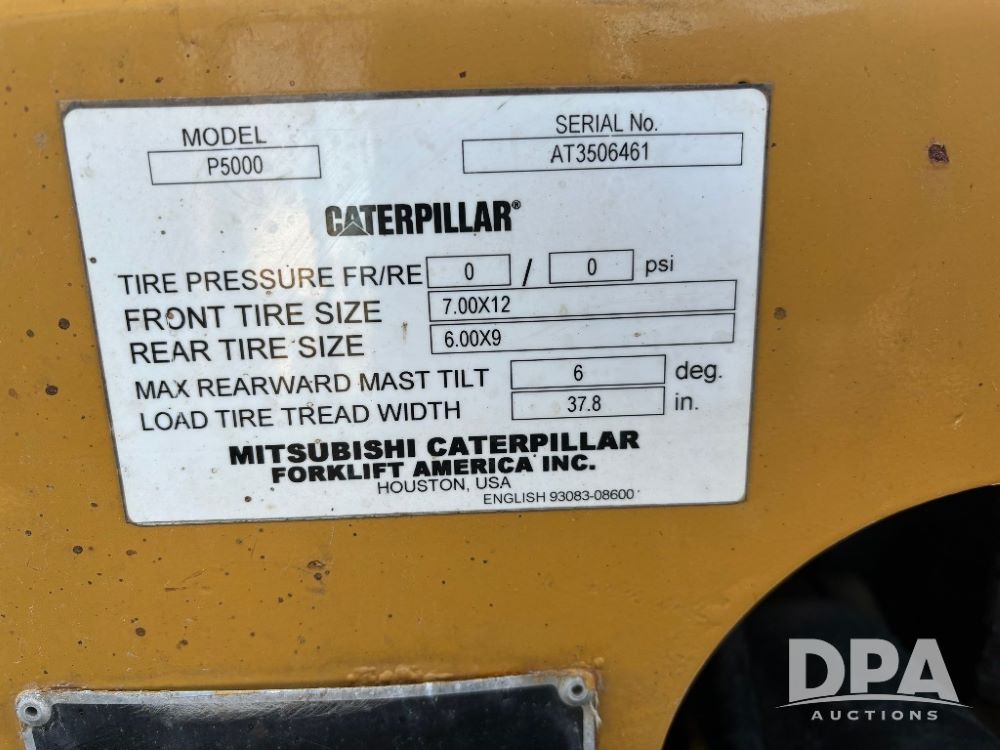 MODEL
P5000
SERIAL No.
AT3506461
CATERPILLAR®
TIRE PRESSURE FR/RE 0 / 0 psi
FRONT TIRE SIZE 7.00X12
REAR TIRE SIZE 6.00X9
MAX REARWARD MAST TILT 6 deg.
LOAD TIRE TREAD WIDTH 37.8 in.
MITSUBISHI CATERPILLAR
FORKLIFT AMERICA INC.
HOUSTON, USA
ENGLISH 93083-08600
DPA
AUCTIONS